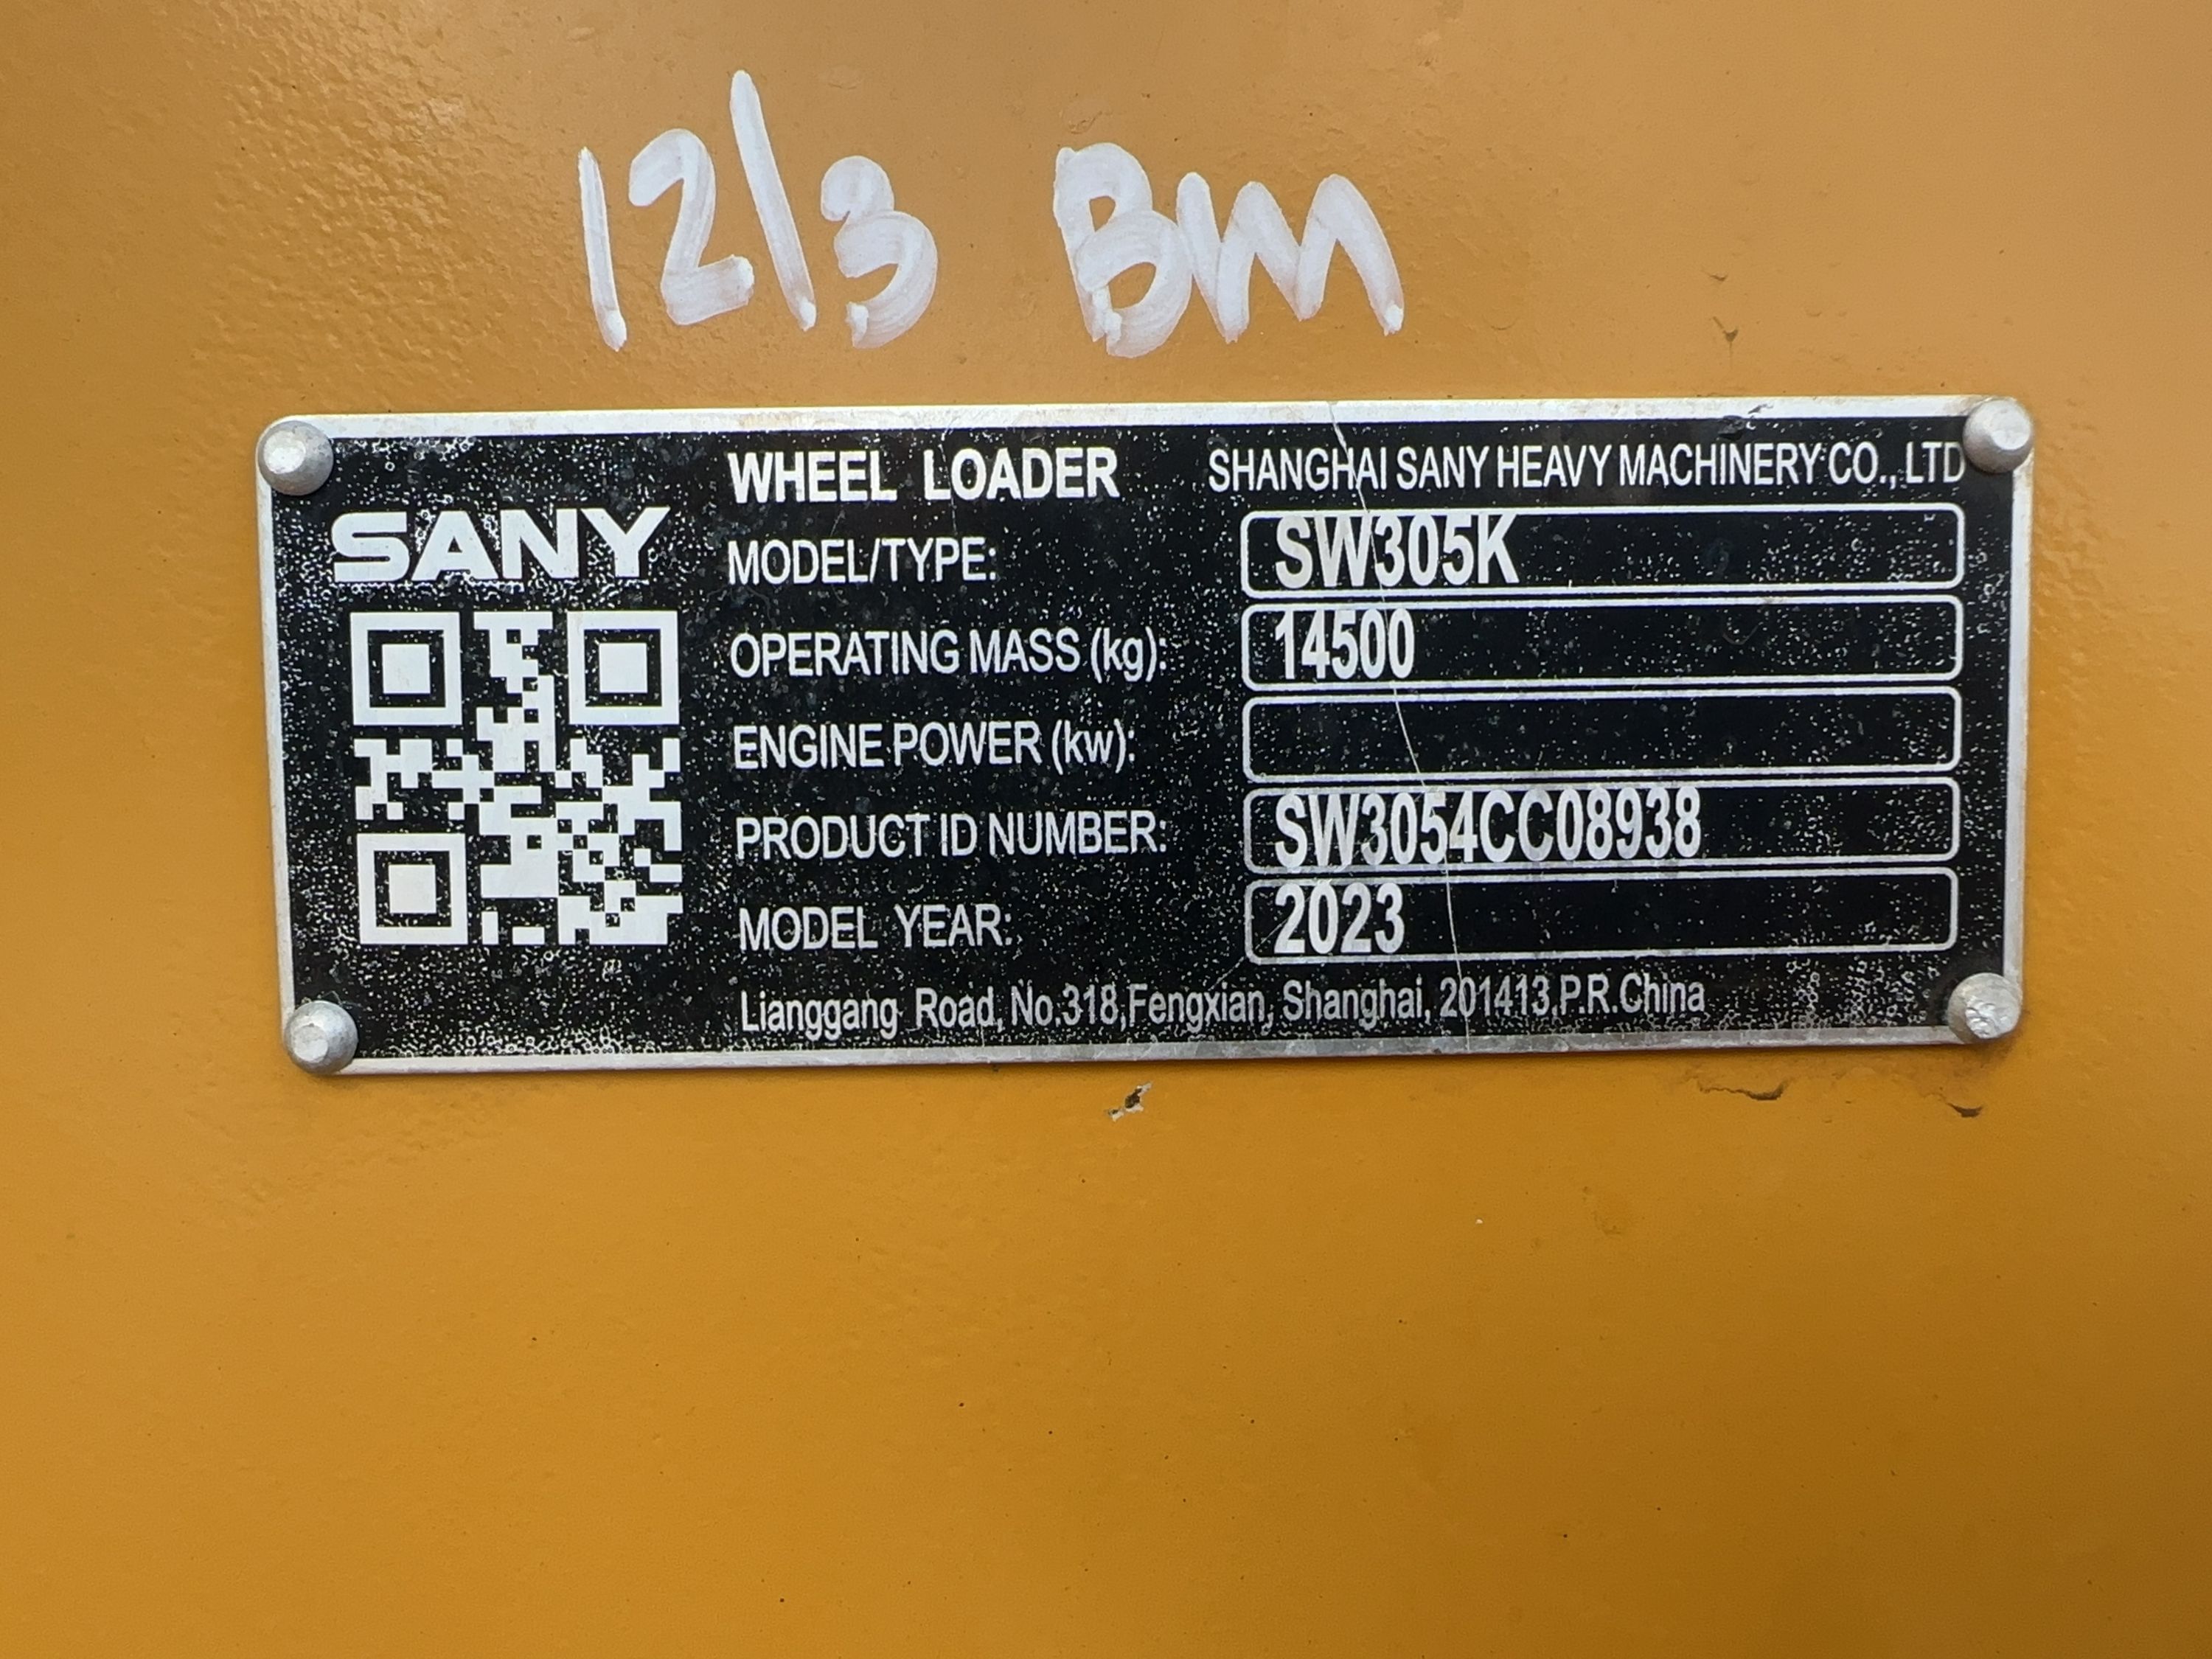 12/3 BM
WHEEL LOADER SHANGHAI SANY HEAVY MACHINERY CO., LTD
SANY
MODEL/TYPE: SW305K
OPERATING MASS (kg): 14500
ENGINE POWER (kw):
PRODUCT ID NUMBER: SW3054CC08938
MODEL YEAR: 2023
Lianggang Road, No.318,Fengxian, Shanghai, 201413,P.R.China